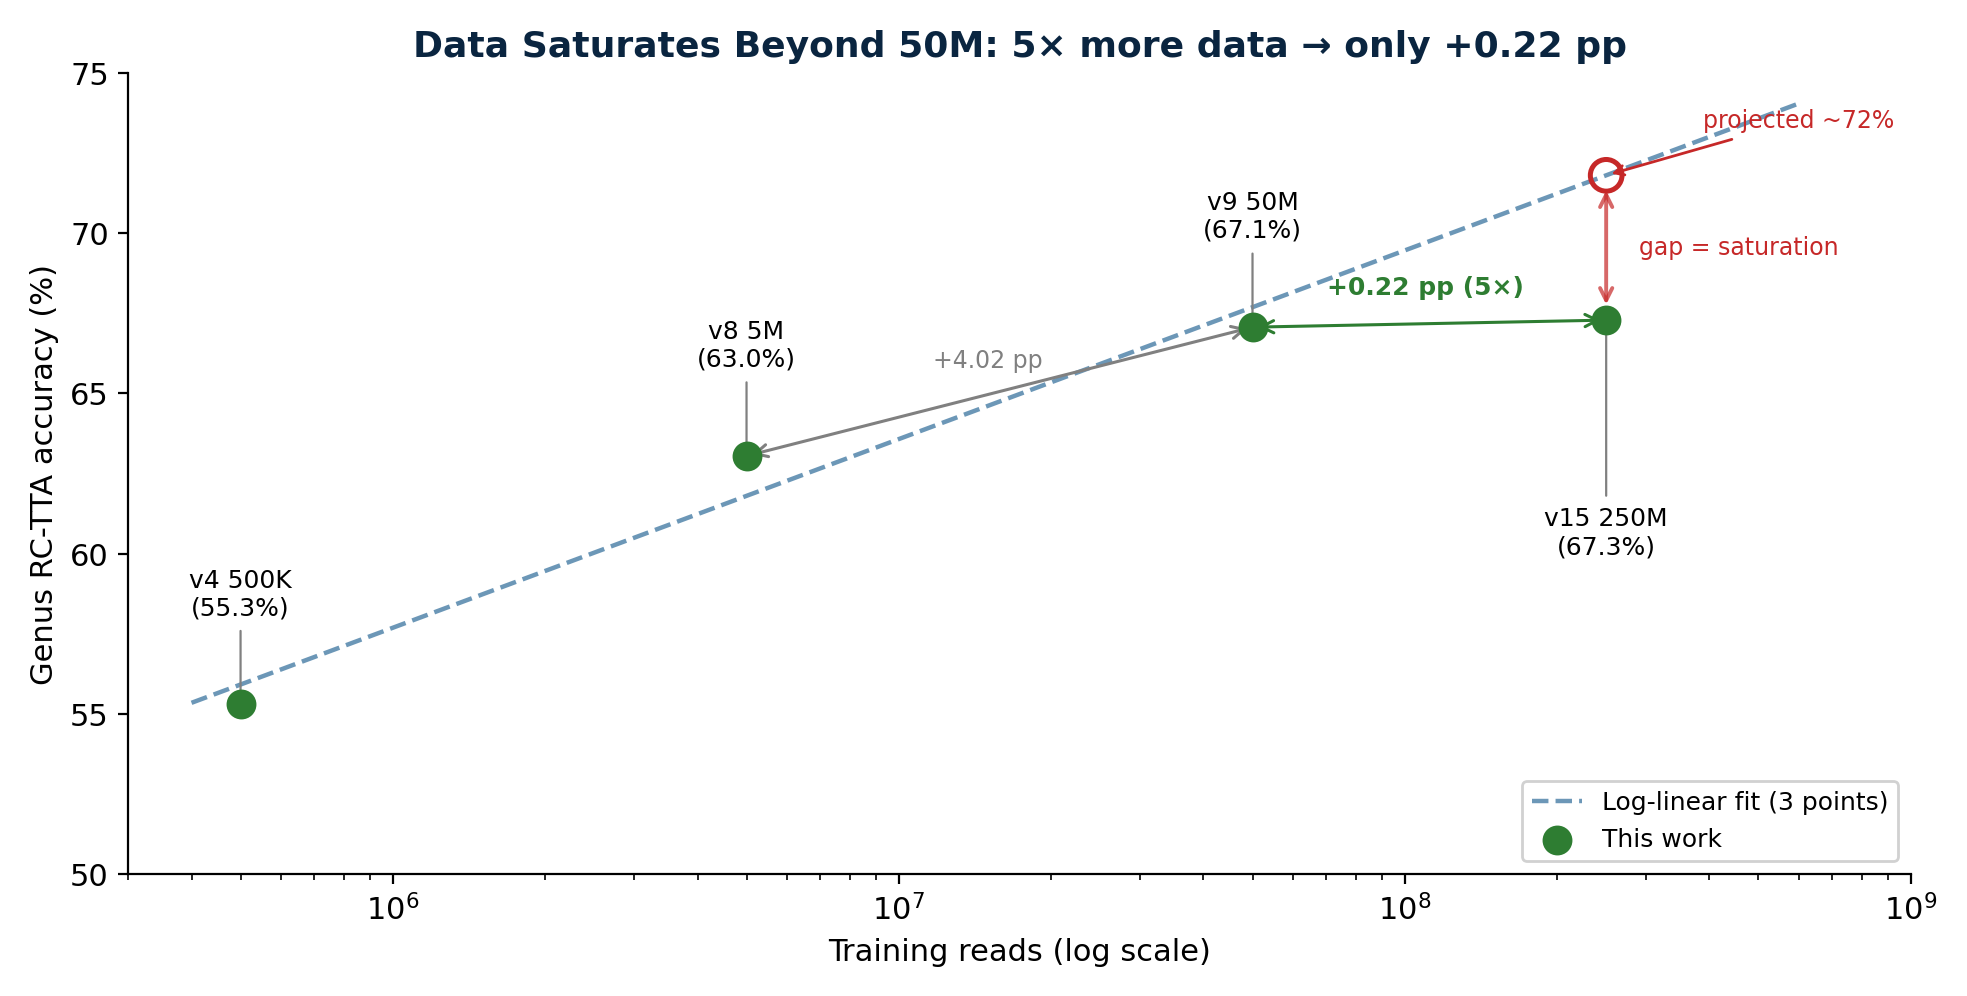 Data Saturates Beyond 50M: 5× more data → only +0.22 pp
Genus RC-TTA accuracy (%)
75
70
65
60
55
50
projected ~72%
v9 50M
(67.1%)
gap = saturation
+0.22 pp (5×)
v8 5M
(63.0%)
+4.02 pp
v15 250M
(67.3%)
v4 500K
(55.3%)
Log-linear fit (3 points)
This work
10⁶
10⁷
10⁸
10⁹
Training reads (log scale)